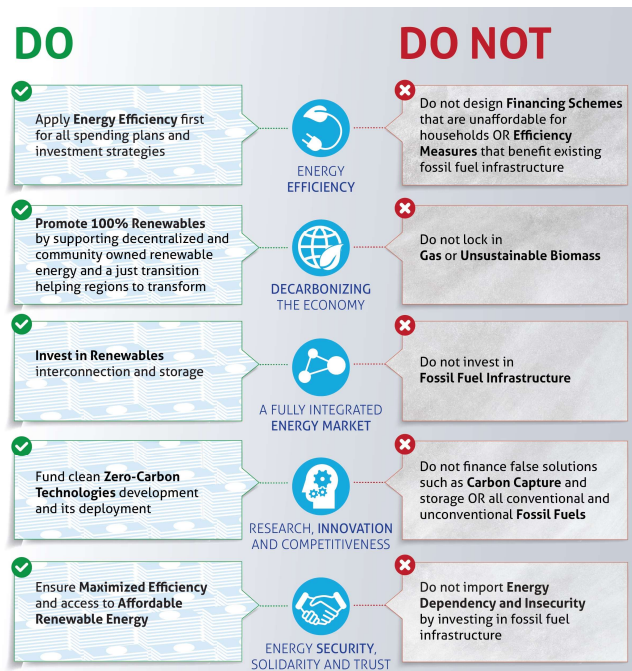 DO
DO NOT
Apply Energy Efficiency first
for all spending plans and
investment strategies
ENERGY
EFFICIENCY
Do not design Financing Schemes
that are unaffordable for
households OR Efficiency
Measures that benefit existing
fossil fuel infrastructure
Promote 100% Renewables
by supporting decentralized and
community owned renewable
energy and a just transition
helping regions to transform
DECARBONIZING
THE ECONOMY
Do not lock in
Gas or Unsustainable Biomass
Invest in Renewables
interconnection and storage
A FULLY INTEGRATED
ENERGY MARKET
Do not invest in
Fossil Fuel Infrastructure
Fund clean Zero-Carbon
Technologies development
and its deployment
RESEARCH, INNOVATION
AND COMPETITIVENESS
Do not finance false solutions
such as Carbon Capture and
storage OR all conventional and
unconventional Fossil Fuels
Ensure Maximized Efficiency
and access to Affordable
Renewable Energy
ENERGY SECURITY,
SOLIDARITY AND TRUST
Do not import Energy
Dependency and Insecurity
by investing in fossil fuel
infrastructure